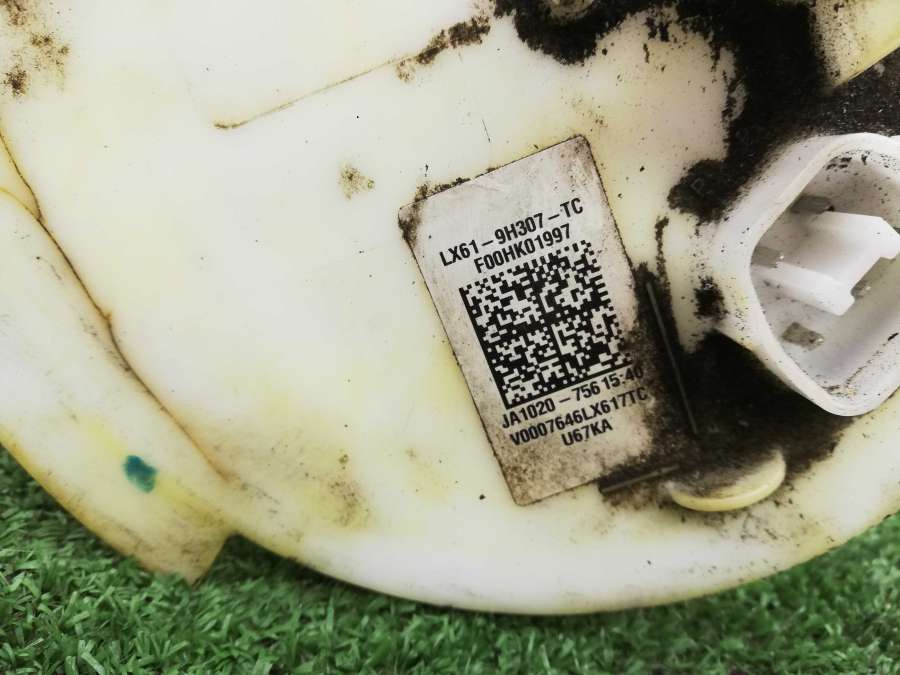 LX61-9H307-TC
F00HK01997
JA1020-756 15:40
V0007646LX617TC
U67KA